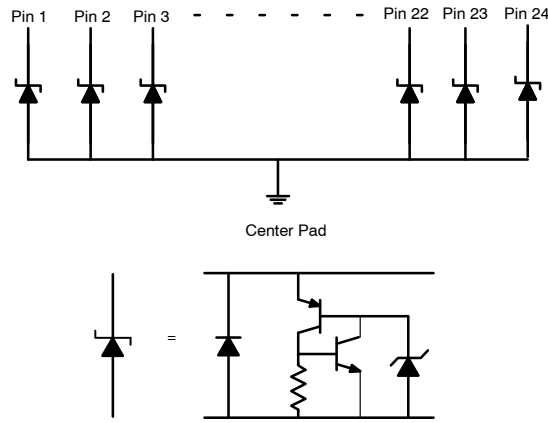 Pin 1 Pin 2 Pin 3 - - - - - - - Pin 22 Pin 23 Pin 24
Center Pad
=